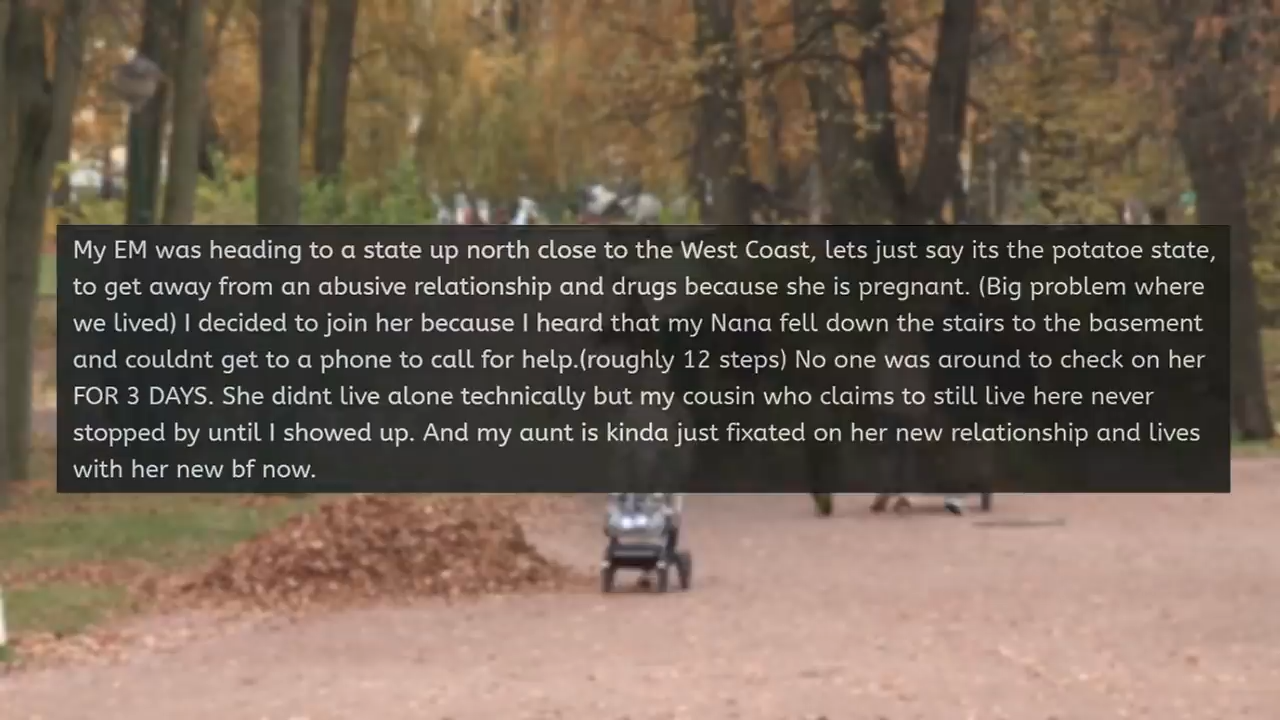 My EM was heading to a state up north close to the West Coast, lets just say its the potatoe state,
to get away from an abusive relationship and drugs because she is pregnant. (Big problem where
we lived) I decided to join her because I heard that my Nana fell down the stairs to the basement
and couldnt get to a phone to call for help.(roughly 12 steps) No one was around to check on her
FOR 3 DAYS. She didnt live alone technically but my cousin who claims to still live here never
stopped by until I showed up. And my aunt is kinda just fixated on her new relationship and lives
with her new bf now.